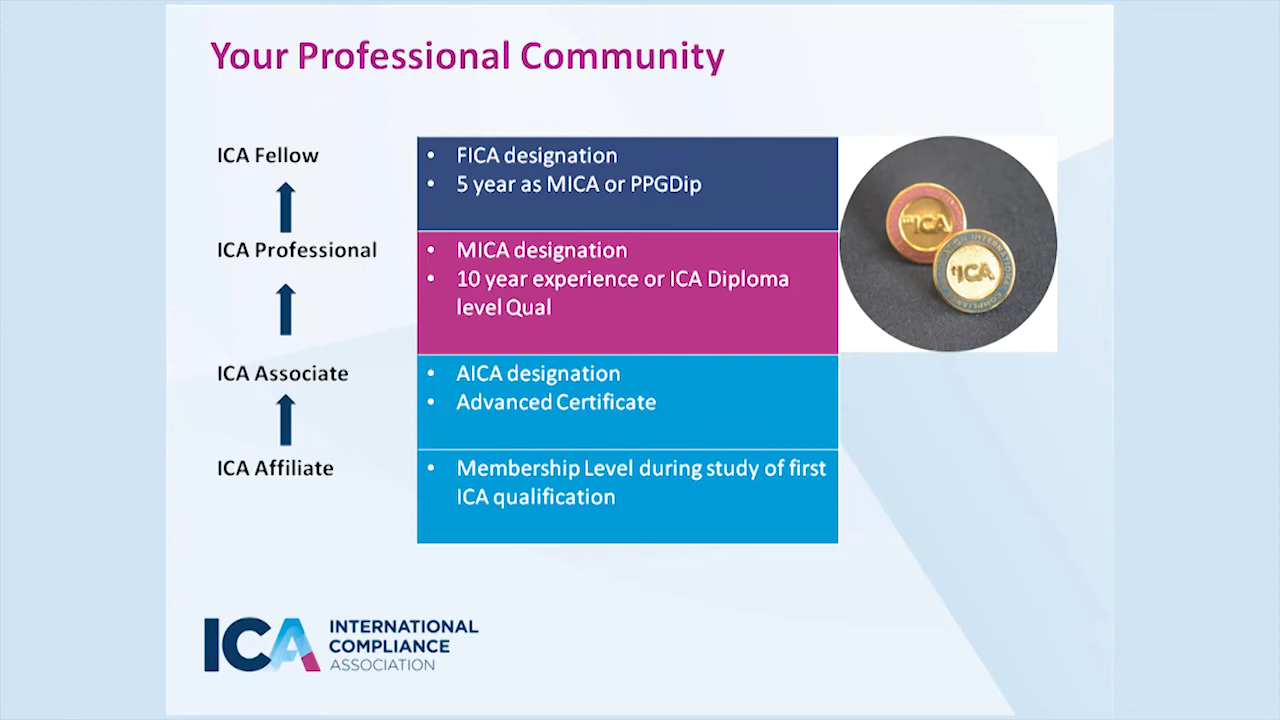 Your Professional Community
ICA Fellow
• FICA designation
• 5 year as MICA or PPGDip
ICA Professional
• MICA designation
• 10 year experience or ICA Diploma
level Qual
ICA Associate
• AICA designation
• Advanced Certificate
ICA Affiliate
• Membership Level during study of first
ICA qualification
ICA
ICA
ICA INTERNATIONAL
COMPLIANCE
ASSOCIATION